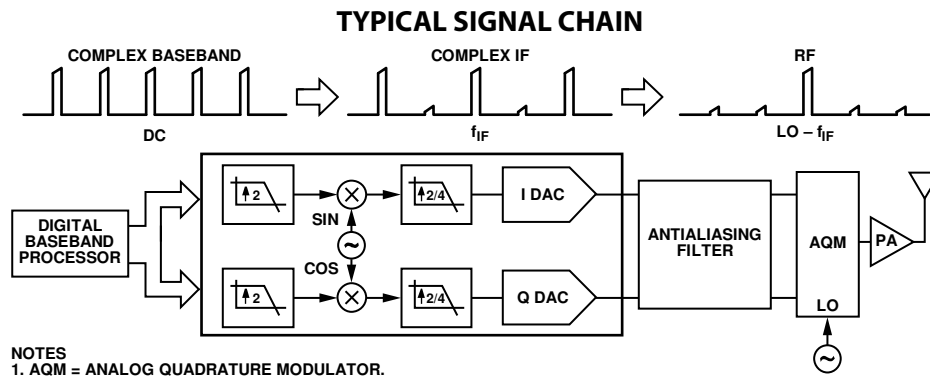 TYPICAL SIGNAL CHAIN
COMPLEX BASEBAND
COMPLEX IF
RF
DC
fIF
LO – fIF
2
2/4
I DAC
SIN
DIGITAL
BASEBAND
PROCESSOR
ANTIALIASING
FILTER
AQM
PA
COS
2
2/4
Q DAC
LO
NOTES
1. AQM = ANALOG QUADRATURE MODULATOR.